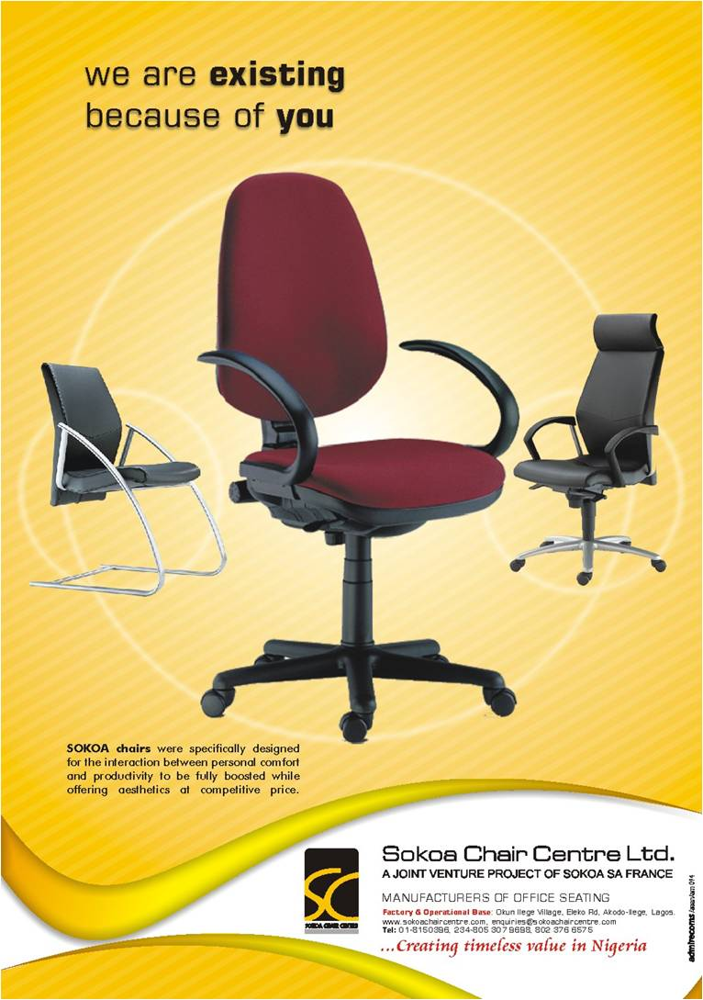 we are existing
because of you
SOKOA chairs were specifically designed
for the interaction between personal comfort
and productivity to be fully boosted while
offering aesthetics at competitive price.
SC
SOKOA CHAIR CENTRE
Sokoa Chair Centre Ltd.
A JOINT VENTURE PROJECT OF SOKOA SA FRANCE
MANUFACTURERS OF OFFICE SEATING
Factory & Operational Base: Okun Ilege Village, Eleko Rd, Akodo-Ilege, Lagos.
www.sokoachaircentre.com, enquiries@sokoachaircentre.com
Tel: 01-8150396, 234-805 307 9698, 802 376 6575
...Creating timeless value in Nigeria